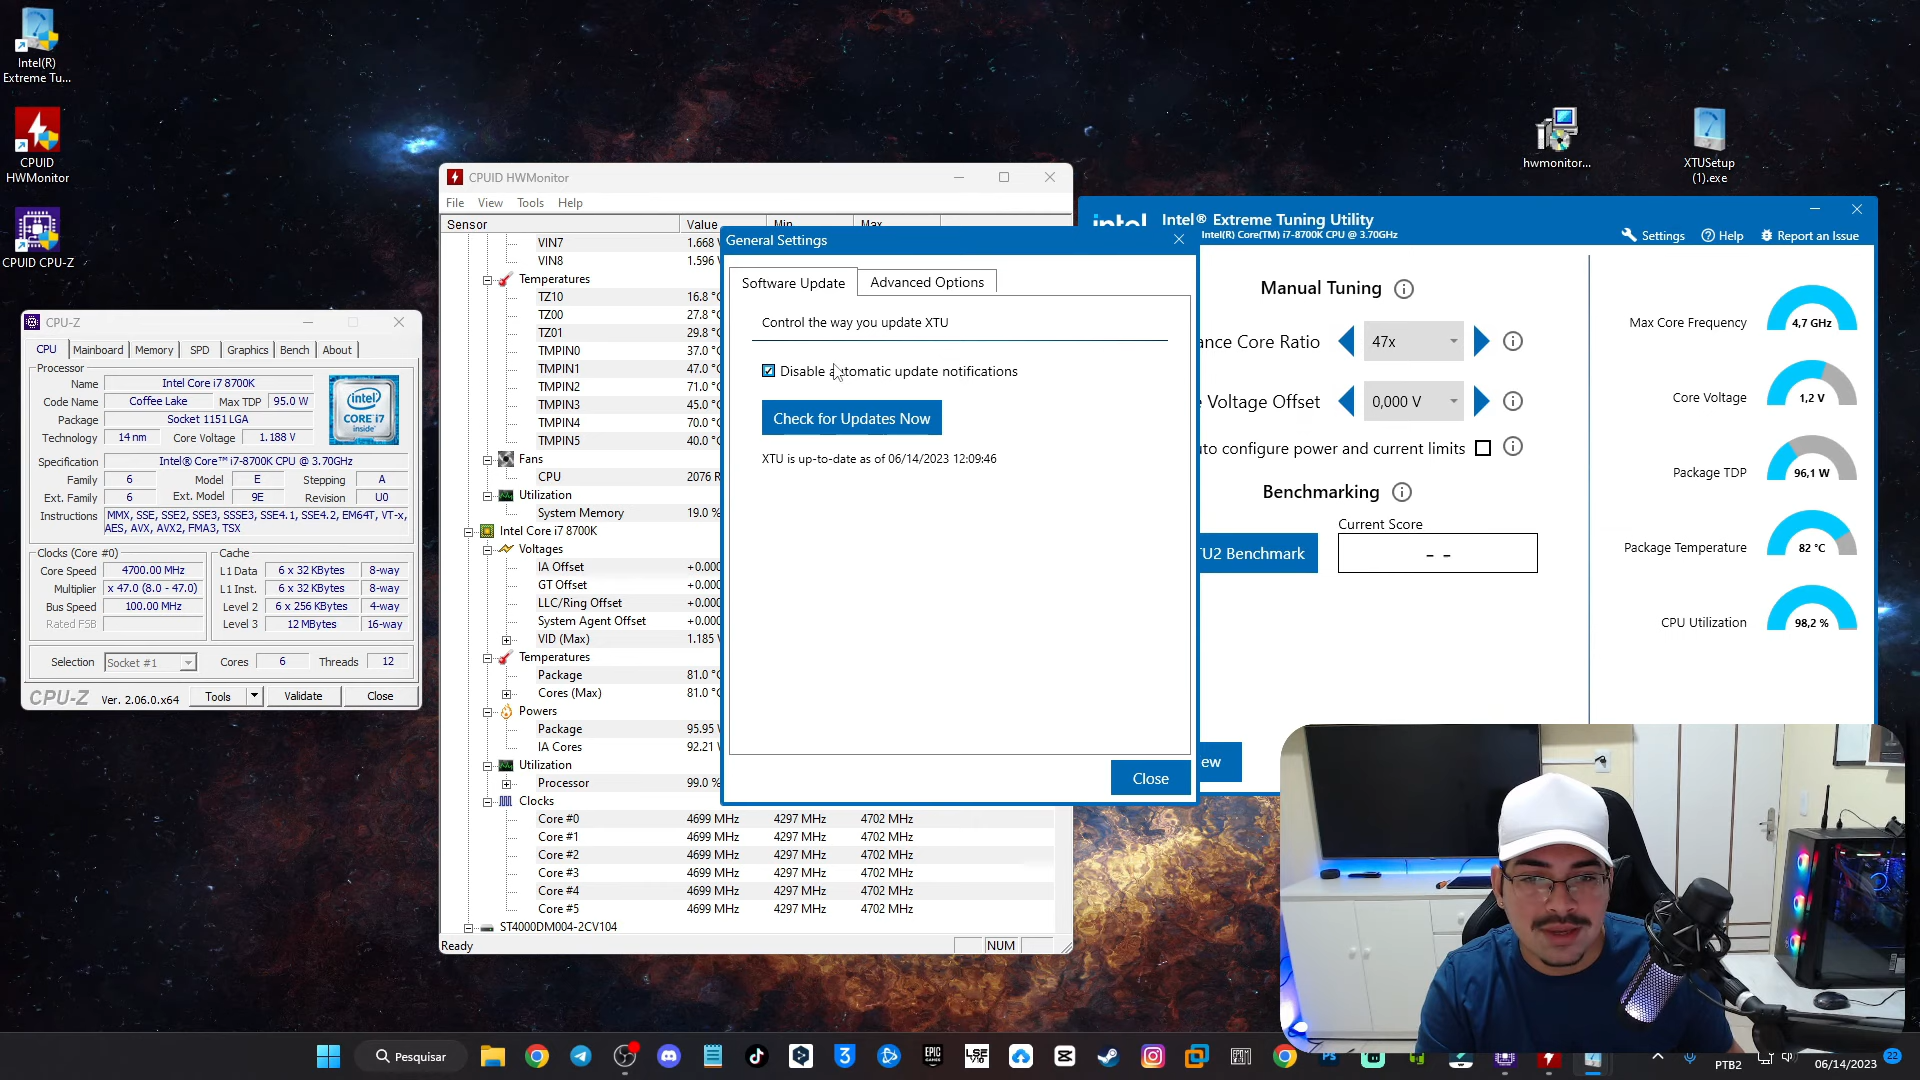 Intel(R)
Extreme Tu...
CPUID
HWMonitor
CPUID CPU-Z
hwmonitor...
XTUSetup
(1).exe
CPU-Z
CPU
Mainboard
Memory
SPD
Graphics
Bench
About
Processor
Name
Intel Core i7 8700K
Code Name
Coffee Lake
Max TDP
95.0 W
Package
Socket 1151 LGA
Technology
14 nm
Core Voltage
1.188 V
(intel)
CORE i7
inside
Specification
Intel® Core™ i7-8700K CPU @ 3.70GHz
Family
6
Model
E
Stepping
A
Ext. Family
6
Ext. Model
9E
Revision
U0
Instructions
MMX, SSE, SSE2, SSE3, SSSE3, SSE4.1, SSE4.2, EM64T, VT-x,
AES, AVX, AVX2, FMA3, TSX
Clocks (Core #0)
Core Speed
4700.00 MHz
Multiplier
x 47.0 (8.0 - 47.0)
Bus Speed
100.00 MHz
Rated FSB
Cache
L1 Data
6 x 32 KBytes
8-way
L1 Inst.
6 x 32 KBytes
8-way
Level 2
6 x 256 KBytes
4-way
Level 3
12 MBytes
16-way
Selection
Socket #1
Cores
6
Threads
12
CPU-Z
Ver. 2.06.0.x64
Tools
Validate
Close
CPUID HWMonitor
File
View
Tools
Help
Sensor
Value
Min
Max
VIN7
1.668
VIN8
1.596
Temperatures
TZ10
16.8 °C
TZ00
27.8 °
TZ01
29.8 °
TMPIN0
37.0 °
TMPIN1
47.0 °
TMPIN2
71.0 °
TMPIN3
45.0 °
TMPIN4
70.0 °
TMPIN5
40.0 °
Fans
CPU
2076 R
Utilization
System Memory
19.0 %
Intel Core i7 8700K
Voltages
IA Offset
+0.000
GT Offset
+0.000
LLC/Ring Offset
+0.000
System Agent Offset
+0.000
VID (Max)
1.185
Temperatures
Package
81.0 °C
Cores (Max)
81.0 °C
Powers
Package
95.95
IA Cores
92.21
Utilization
Processor
99.0 %
Clocks
Core #0
4699 MHz
4297 MHz
4702 MHz
Core #1
4699 MHz
4297 MHz
4702 MHz
Core #2
4699 MHz
4297 MHz
4702 MHz
Core #3
4699 MHz
4297 MHz
4702 MHz
Core #4
4699 MHz
4297 MHz
4702 MHz
Core #5
4699 MHz
4297 MHz
4702 MHz
ST4000DM004-2CV104
Ready
NUM
General Settings
Software Update
Advanced Options
Control the way you update XTU
Disable automatic update notifications
Check for Updates Now
XTU is up-to-date as of 06/14/2023 12:09:46
Close
intel
Intel® Extreme Tuning Utility
Intel(R) Core(TM) i7-8700K CPU @ 3.70GHz
Settings
Help
Report an Issue
Manual Tuning
ance Core Ratio
47x
Voltage Offset
0,000 V
uto configure power and current limits
Benchmarking
Current Score
TU2 Benchmark
- -
ew
Max Core Frequency
4,7 GHz
Core Voltage
1,2 V
Package TDP
96,1 W
Package Temperature
82 °C
CPU Utilization
98,2 %
Pesquisar
EPIC
PTB2
06/14/2023
22